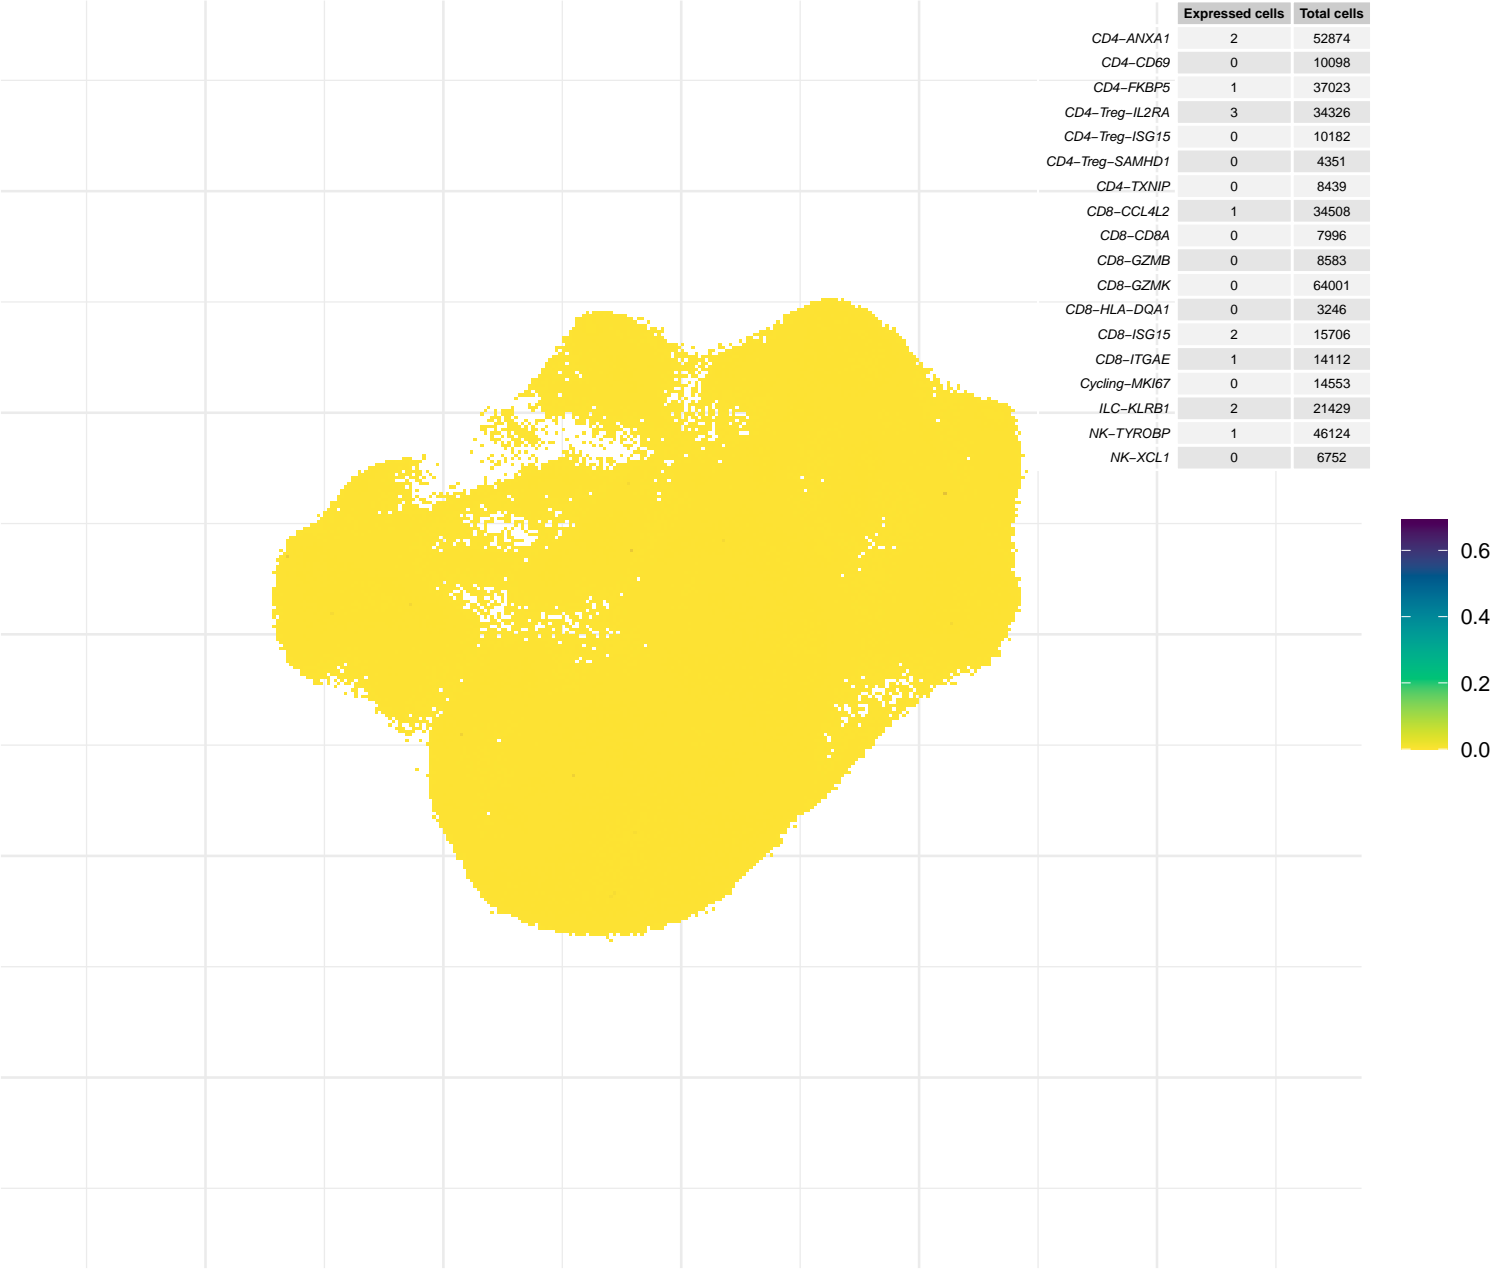 Expressed cells Total cells
CD4−ANXA1 2 52874
CD4−CD69 0 10098
CD4−FKBP5 1 37023
CD4−Treg−IL2RA 3 34326
CD4−Treg−ISG15 0 10182
CD4−Treg−SAMHD1 0 4351
CD4−TXNIP 0 8439
CD8−CCL4L2 1 34508
CD8−CD8A 0 7996
CD8−GZMB 0 8583
CD8−GZMK 0 64001
CD8−HLA−DQA1 0 3246
CD8−ISG15 2 15706
CD8−ITGAE 1 14112
Cycling−MKI67 0 14553
ILC−KLRB1 2 21429
NK−TYROBP 1 46124
NK−XCL1 0 6752
0.6
0.4
0.2
0.0